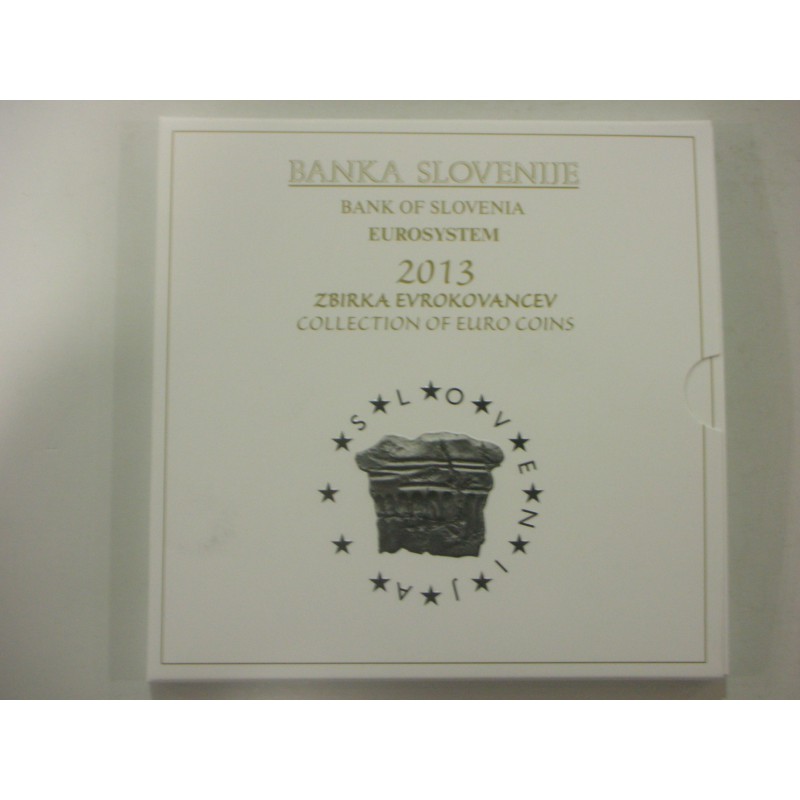 BANKA SLOVENIJE
BANK OF SLOVENIA
EUROSYSTEM
2013
ZBIRKA EVROKOVANCEV
COLLECTION OF EURO COINS
SLOVENIJA